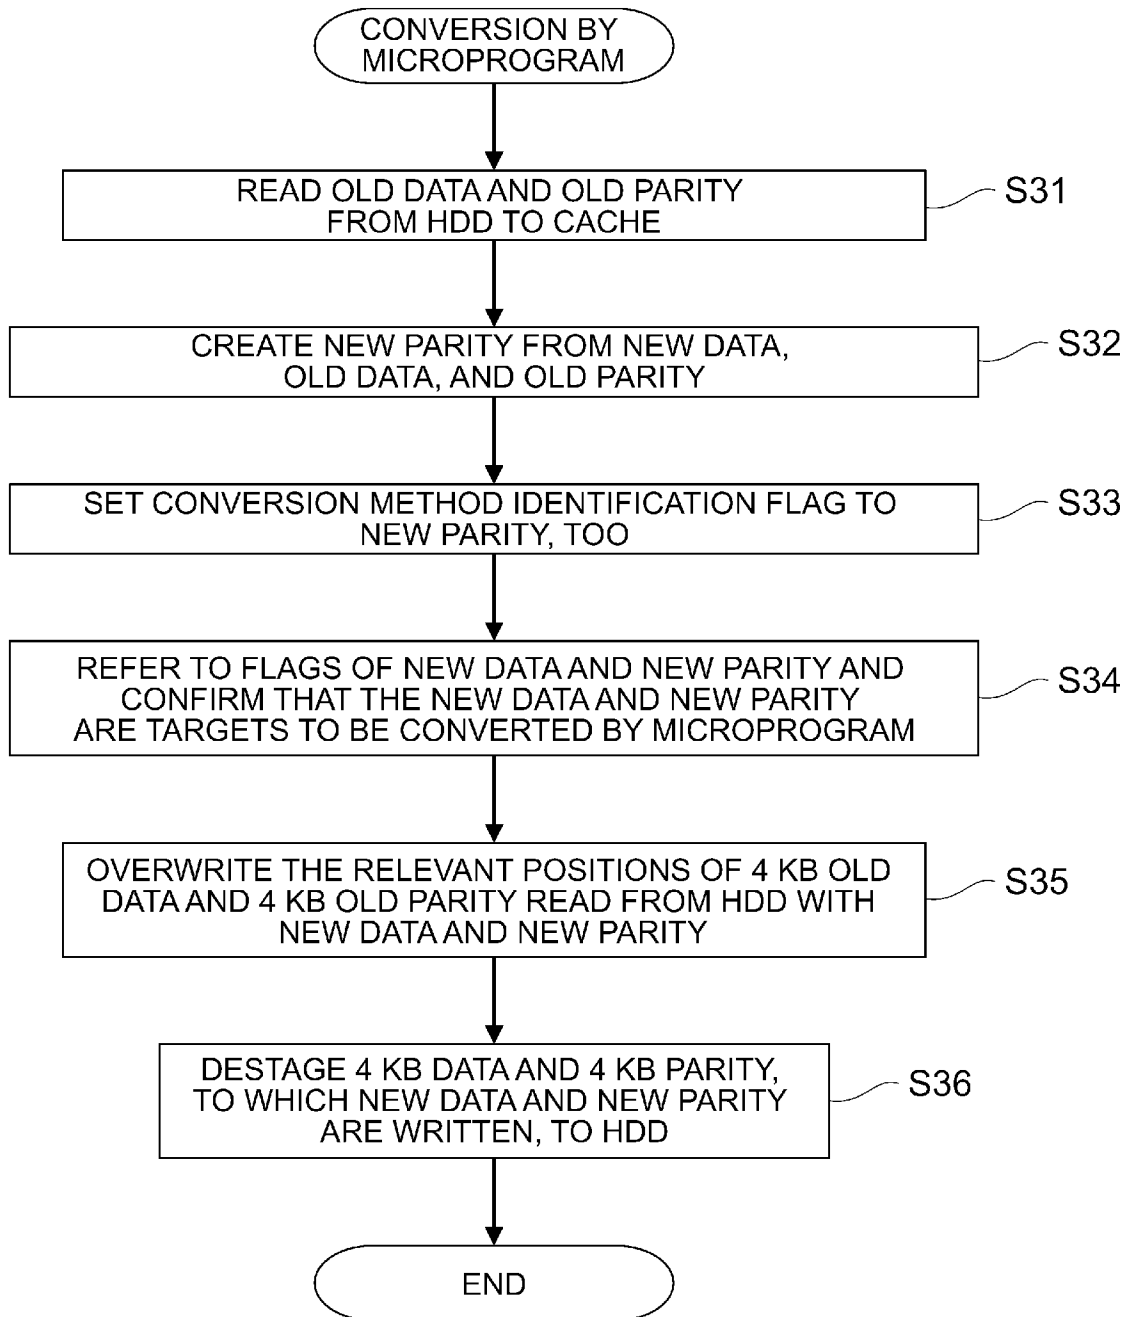 CONVERSION BY
MICROPROGRAM
READ OLD DATA AND OLD PARITY
FROM HDD TO CACHE
S31
CREATE NEW PARITY FROM NEW DATA,
OLD DATA, AND OLD PARITY
S32
SET CONVERSION METHOD IDENTIFICATION FLAG TO
NEW PARITY, TOO
S33
REFER TO FLAGS OF NEW DATA AND NEW PARITY AND
CONFIRM THAT THE NEW DATA AND NEW PARITY
ARE TARGETS TO BE CONVERTED BY MICROPROGRAM
S34
OVERWRITE THE RELEVANT POSITIONS OF 4 KB OLD
DATA AND 4 KB OLD PARITY READ FROM HDD WITH
NEW DATA AND NEW PARITY
S35
DESTAGE 4 KB DATA AND 4 KB PARITY,
TO WHICH NEW DATA AND NEW PARITY
ARE WRITTEN, TO HDD
S36
END